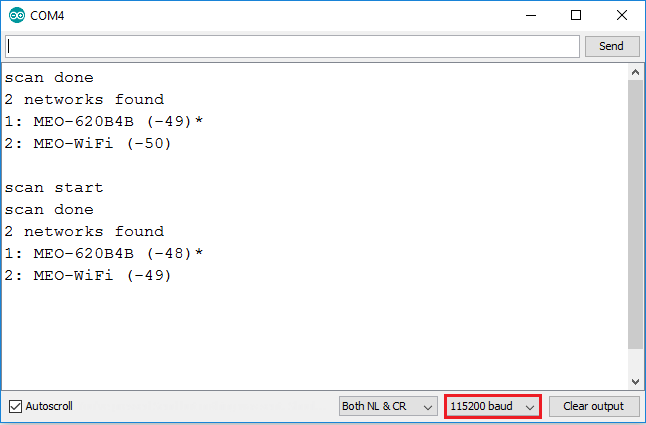 COM4
Send
scan done
2 networks found
1: MEO-620B4B (-49)*
2: MEO-WiFi (-50)
scan start
scan done
2 networks found
1: MEO-620B4B (-48)*
2: MEO-WiFi (-49)
Autoscroll
Both NL & CR
115200 baud
Clear output